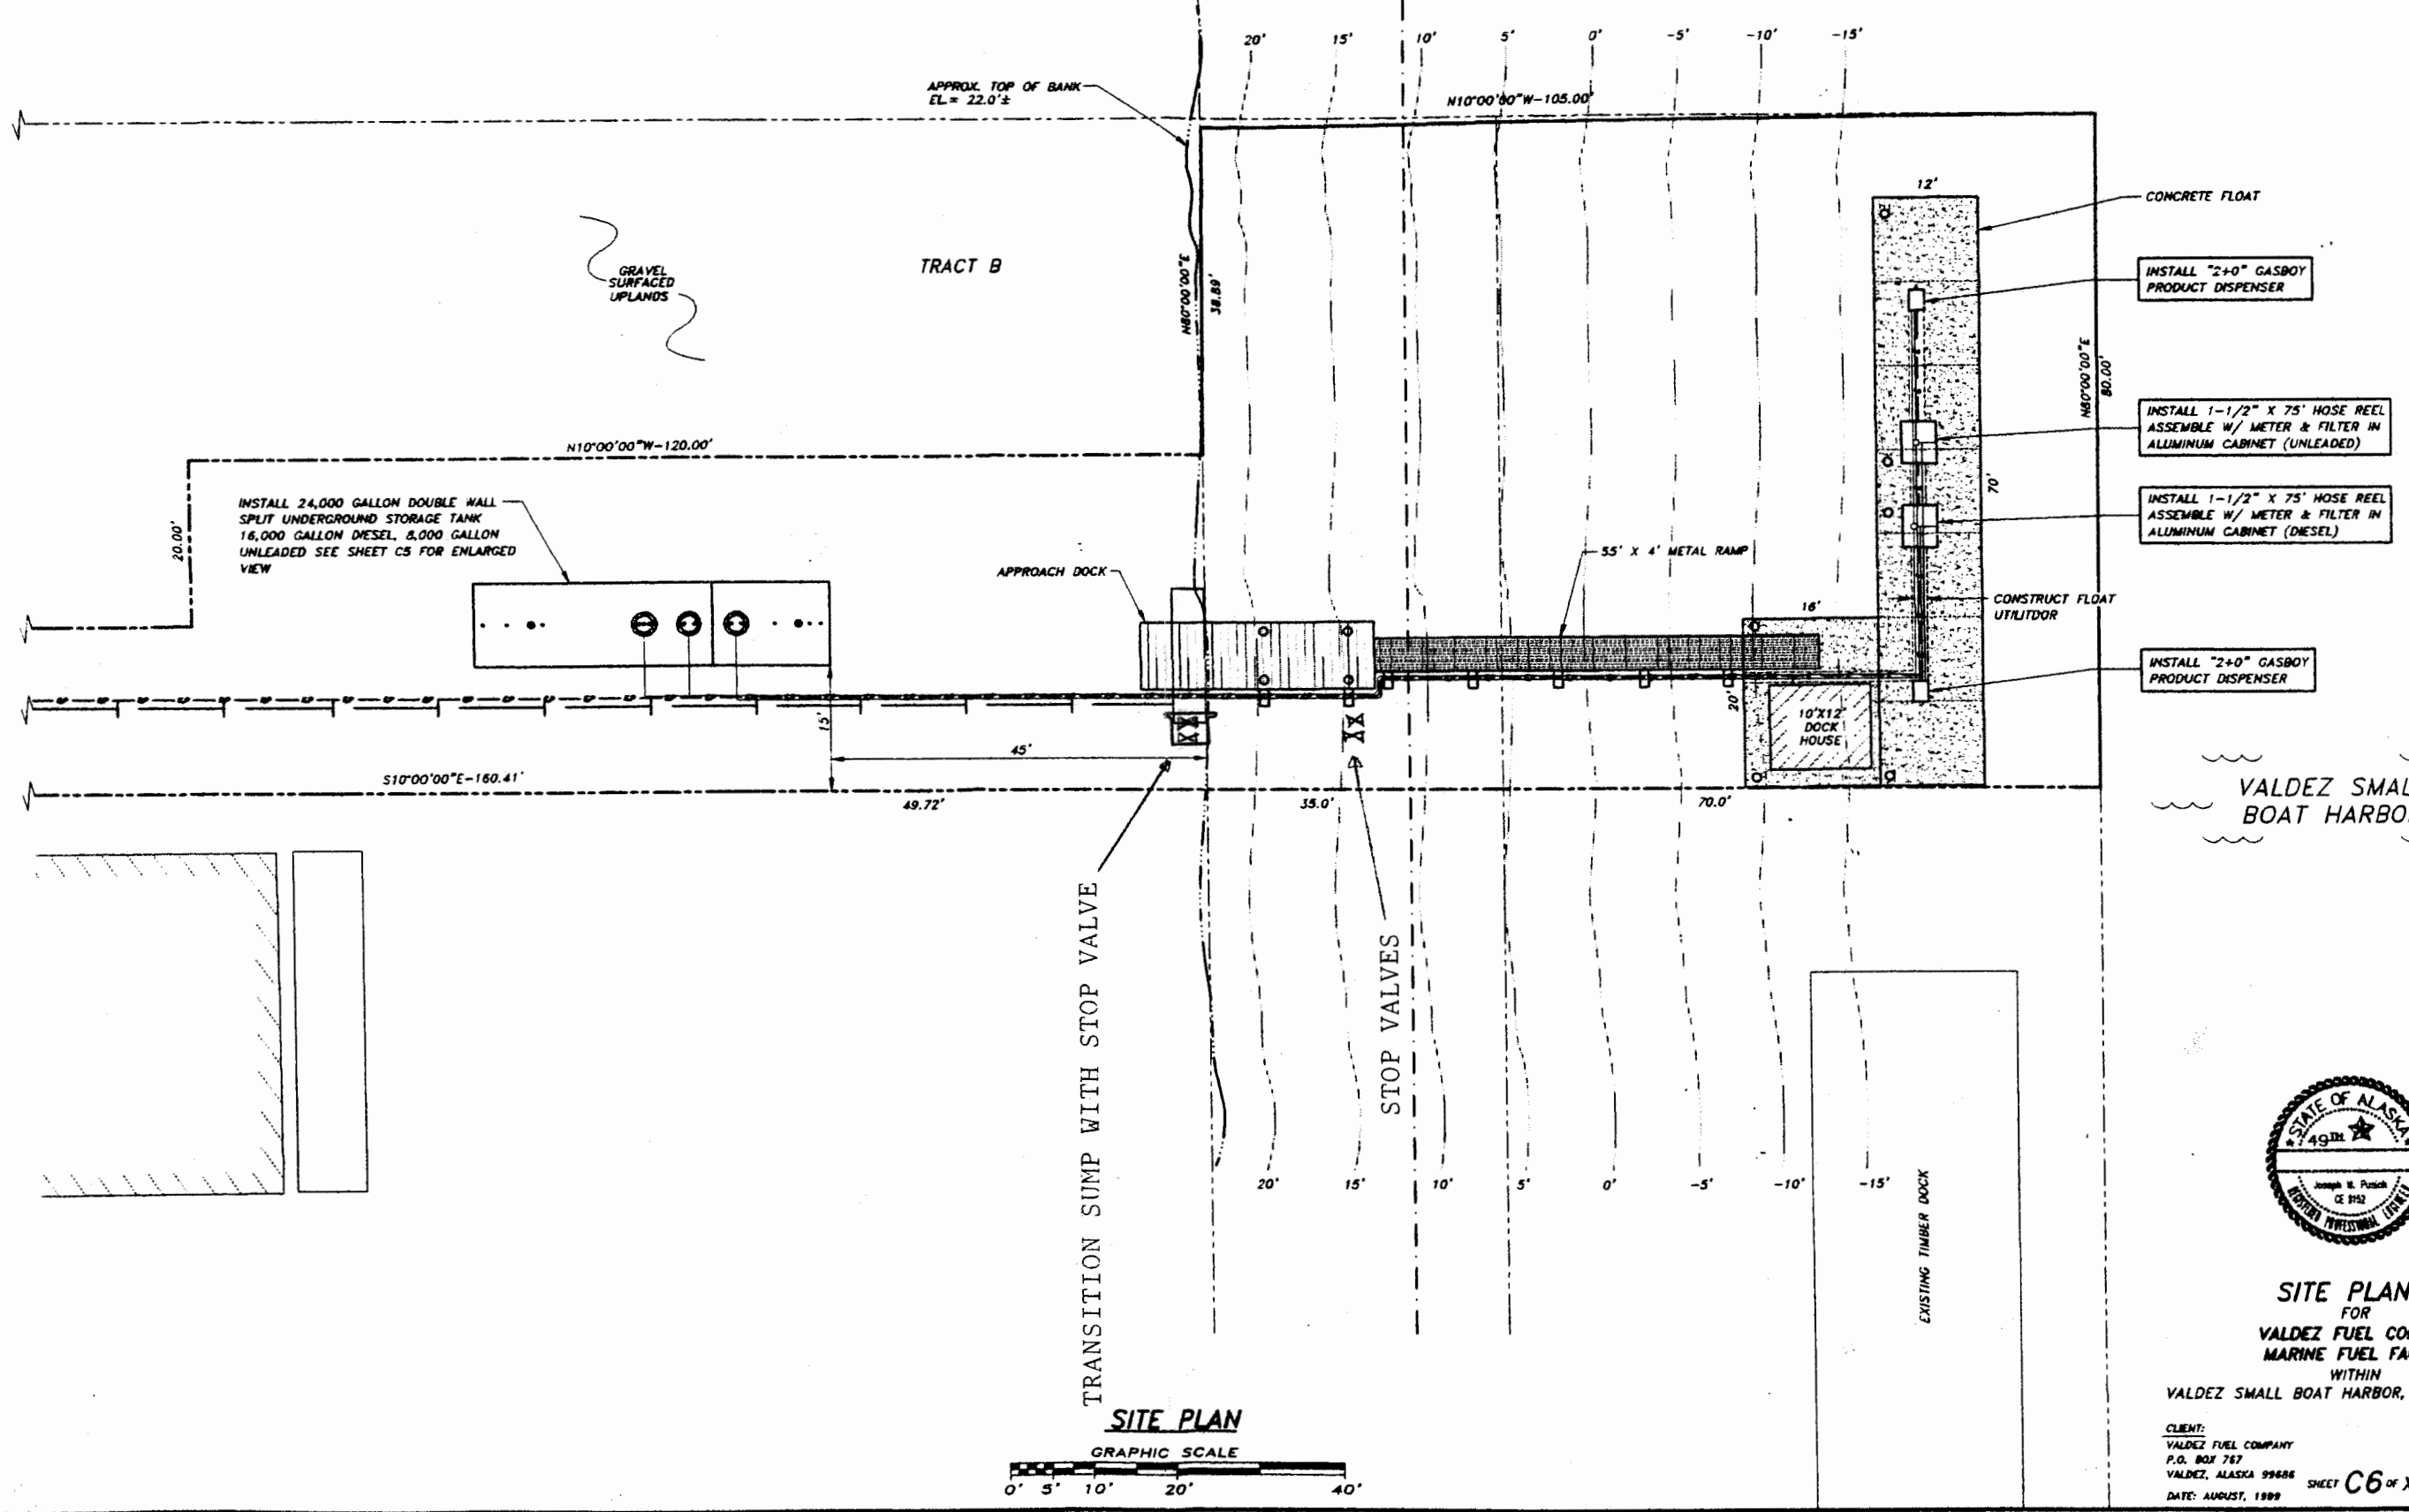 20' 15' 10' 5' 0' -5' -10' -15'
APPROX. TOP OF BANK
EL.= 22.0'±
N10°00'00"W-105.00'
12'
CONCRETE FLOAT
TRACT B
GRAVEL
SURFACED
UPLANDS
N80°00'00"E
38.89'
INSTALL "2+0" GASBOY
PRODUCT DISPENSER
N80°00'00"E
80.00'
INSTALL 1-1/2" X 75' HOSE REEL
ASSEMBLE W/ METER & FILTER IN
ALUMINUM CABINET (UNLEADED)
N10°00'00"W-120.00'
70'
INSTALL 1-1/2" X 75' HOSE REEL
ASSEMBLE W/ METER & FILTER IN
ALUMINUM CABINET (DIESEL)
20.00'
INSTALL 24,000 GALLON DOUBLE WALL
SPLIT UNDERGROUND STORAGE TANK
16,000 GALLON DIESEL, 8,000 GALLON
UNLEADED SEE SHEET C5 FOR ENLARGED
VIEW
APPROACH DOCK
55' X 4' METAL RAMP
16'
CONSTRUCT FLOAT
UTILITDOR
INSTALL "2+0" GASBOY
PRODUCT DISPENSER
20'
10'X12'
DOCK
HOUSE
15'
45'
S10°00'00"E-160.41'
49.72'
35.0'
70.0'
VALDEZ SMAL
BOAT HARBO
TRANSITION SUMP WITH STOP VALVE
STOP VALVES
20' 15' 10' 5' 0' -5' -10' -15'
EXISTING TIMBER DOCK
STATE OF ALASKA
49TH
Joseph M. Pusich
CE 8152
REGISTERED PROFESSIONAL
SITE PLAN
FOR
VALDEZ FUEL CO
MARINE FUEL FA
WITHIN
VALDEZ SMALL BOAT HARBOR,
CLIENT:
VALDEZ FUEL COMPANY
P.O. BOX 767
VALDEZ, ALASKA 99686
DATE: AUGUST, 1999
SHEET C6 OF
SITE PLAN
GRAPHIC SCALE
0' 5' 10' 20' 40'